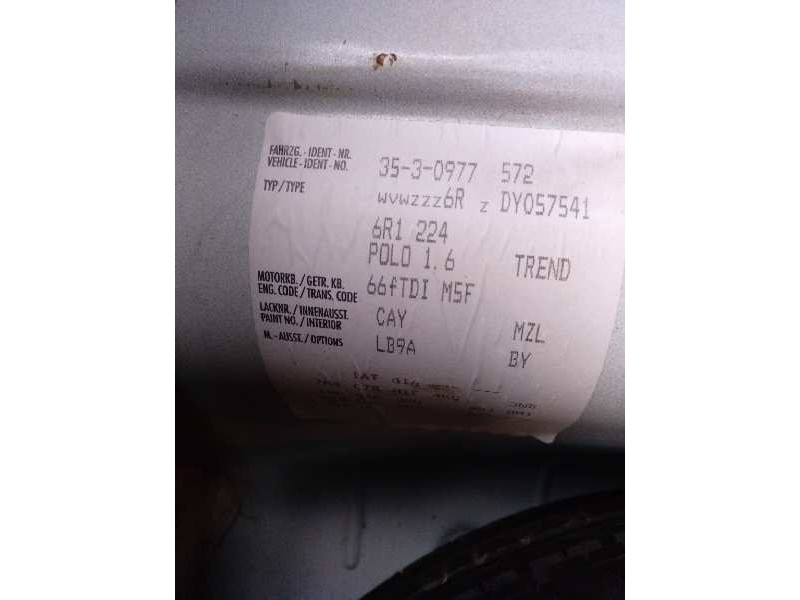 FAHRZG.-IDENT-NR. 35-3-0977 572
VEHICLE-IDENT-NO.
TYP/TYPE WVWZZZ6R Z DY057541
6R1 224
POLO 1.6 TREND
MOTORKB./GETR.KB. 66fTDI M5F
ENG. CODE/TRANS. CODE
LACKNR./INNENAUSST. CAY MZL
PAINT NO./INTERIOR
M.-AUSST./OPTIONS LB9A BY